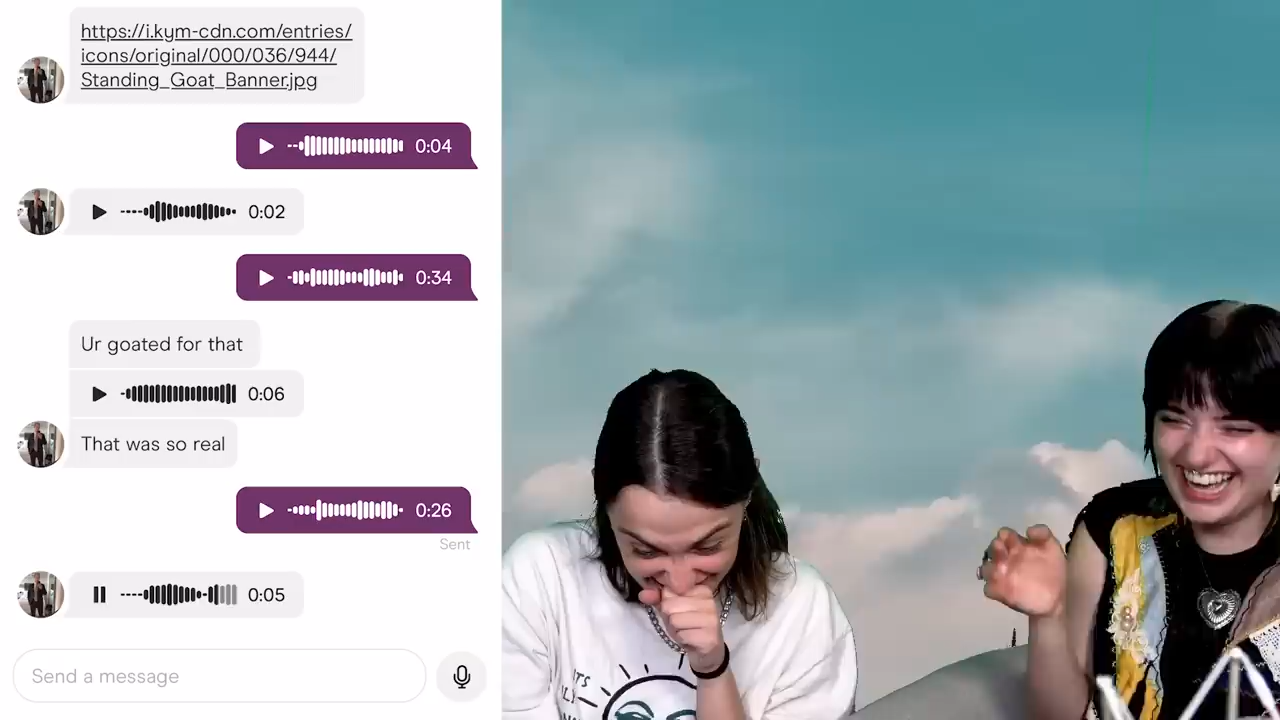 https://i.kym-cdn.com/entries/
icons/original/000/036/944/
Standing_Goat_Banner.jpg
0:04
0:02
0:34
Ur goated for that
0:06
That was so real
0:26
Sent
0:05
Send a message